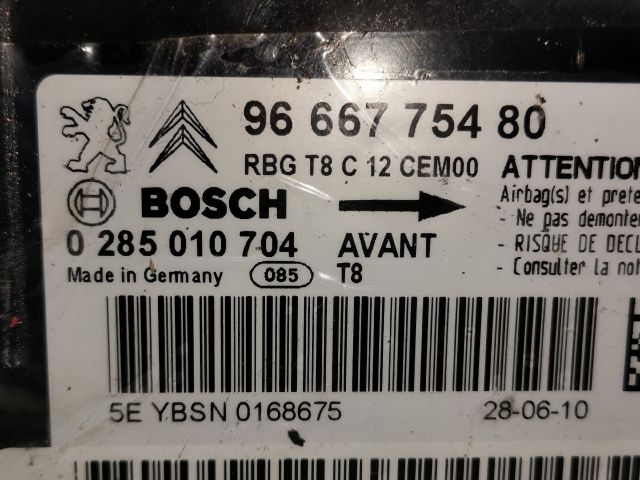 96 667 754 80
RBG T8 C 12 CEM00
BOSCH
0 285 010 704 AVANT
Made in Germany 085 T8
ATTENTION
Airbag(s) et
- Ne pas
- RISQUE DE
- Consulter la
5E YBSN 0168675 28-06-10